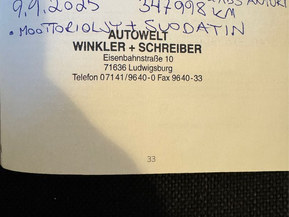 9.9.2025 347998 KM
• MOOTTORIÖLJY + SUODATIN
AUTOWELT
WINKLER + SCHREIBER
Eisenbahnstraße 10
71636 Ludwigsburg
Telefon 07141/9640-0 Fax 9640-33
33